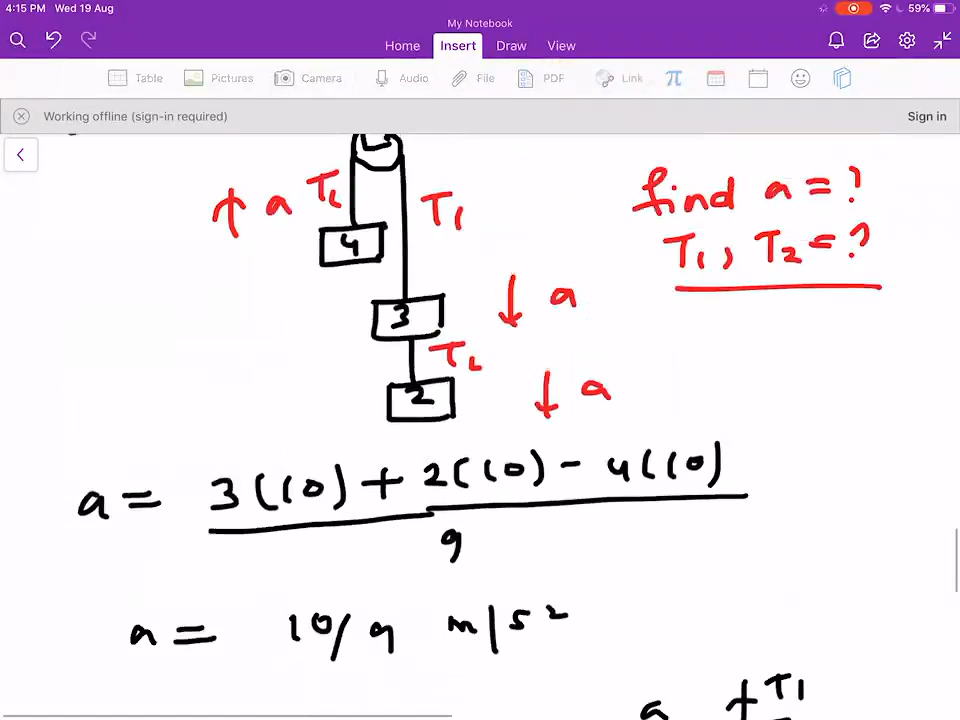 4:15 PM Wed 19 Aug
59%
My Notebook
Home Insert Draw View
Table Pictures Camera Audio File PDF Link π
Working offline (sign-in required) Sign in
find a = ?
T1, T2 = ?
↑ a T1
T1
4
3
↓ a
T2
2
↓ a
a = 3(10) + 2(10) - 4(10)
9
a = 10/9 m/s²
a
T1